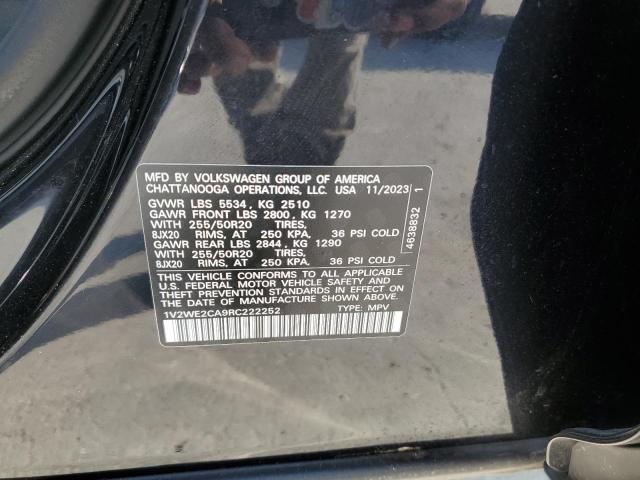 MFD BY VOLKSWAGEN GROUP OF AMERICA
CHATTANOOGA OPERATIONS, LLC. USA 11/2023
GVWR LBS 5534 , KG 2510
GAWR FRONT LBS 2800 , KG 1270
WITH 255/50R20 TIRES,
8JX20 RIMS, AT 250 KPA. 36 PSI COLD
GAWR REAR LBS 2844 , KG 1290
WITH 255/50R20 TIRES,
8JX20 RIMS, AT 250 KPA. 36 PSI COLD
THIS VEHICLE CONFORMS TO ALL APPLICABLE
U.S. FEDERAL MOTOR VEHICLE SAFETY AND
THEFT PREVENTION STANDARDS IN EFFECT ON
THE DATE OF MANUFACTURE SHOWN ABOVE.
1V2WE2CA9RC222252 TYPE: MPV
4638832 1